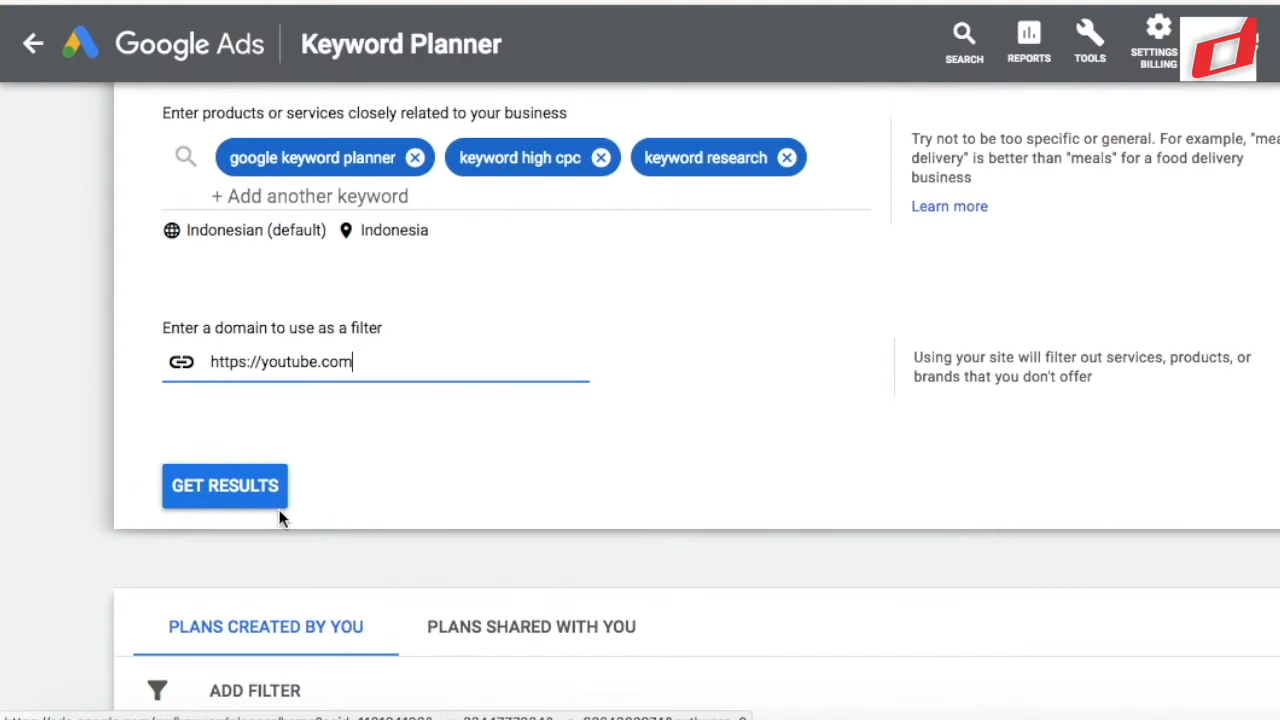 Google Ads Keyword Planner
SEARCH
REPORTS
TOOLS
SETTINGS
BILLING
Enter products or services closely related to your business
google keyword planner
keyword high cpc
keyword research
+ Add another keyword
Indonesian (default)
Indonesia
Try not to be too specific or general. For example,
delivery" is better than "meals" for a food delivery
business
Learn more
Enter a domain to use as a filter
https://youtube.com
Using your site will filter out services, products, or
brands that you don't offer
GET RESULTS
PLANS CREATED BY YOU
PLANS SHARED WITH YOU
ADD FILTER